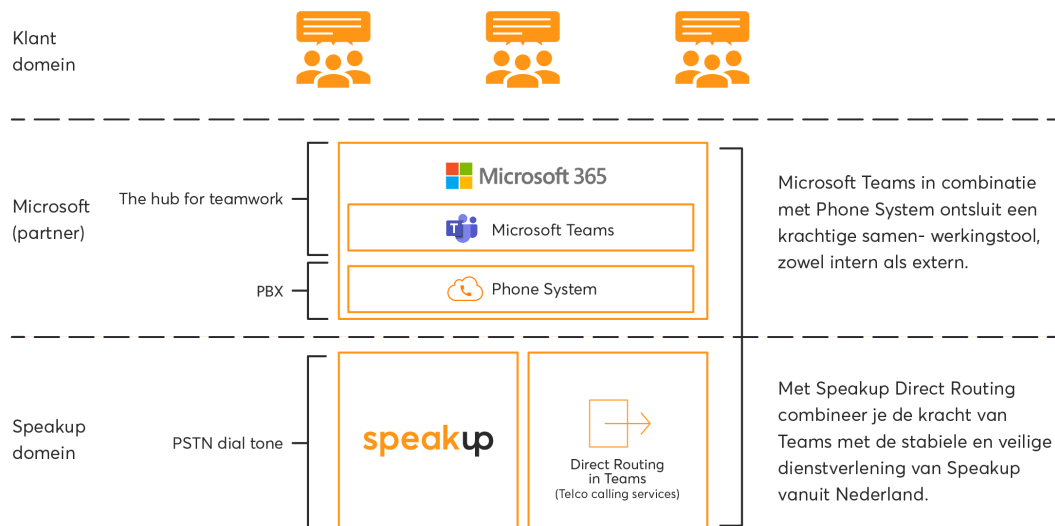 Klant
domein
Microsoft
(partner)
The hub for teamwork
Microsoft 365
Microsoft Teams
PBX
Phone System
Microsoft Teams in combinatie
met Phone System ontsluit een
krachtige samen- werkingstool,
zowel intern als extern.
Speakup
domein
PSTN dial tone
speakup
Direct Routing
in Teams
(Telco calling services)
Met Speakup Direct Routing
combineer je de kracht van
Teams met de stabiele en veilige
dienstverlening van Speakup
vanuit Nederland.